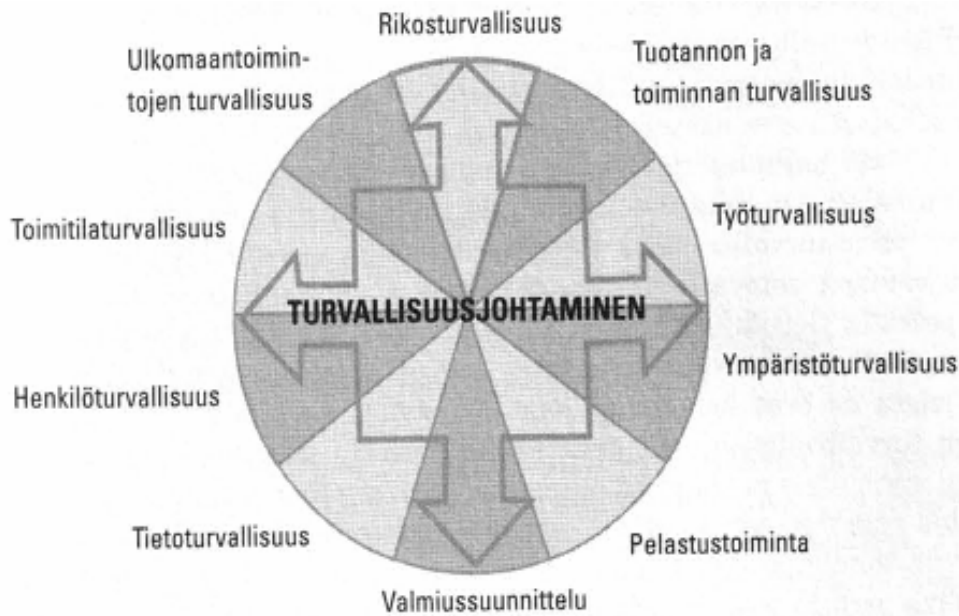 Rikosturvallisuus
Ulkomaantoimin-
tojen turvallisuus
Tuotannon ja
toiminnan turvallisuus
Toimitilaturvallisuus
Työturvallisuus
TURVALLISUUSJOHTAMINEN
Henkilöturvallisuus
Ympäristöturvallisuus
Tietoturvallisuus
Pelastustoiminta
Valmiussuunnittelu